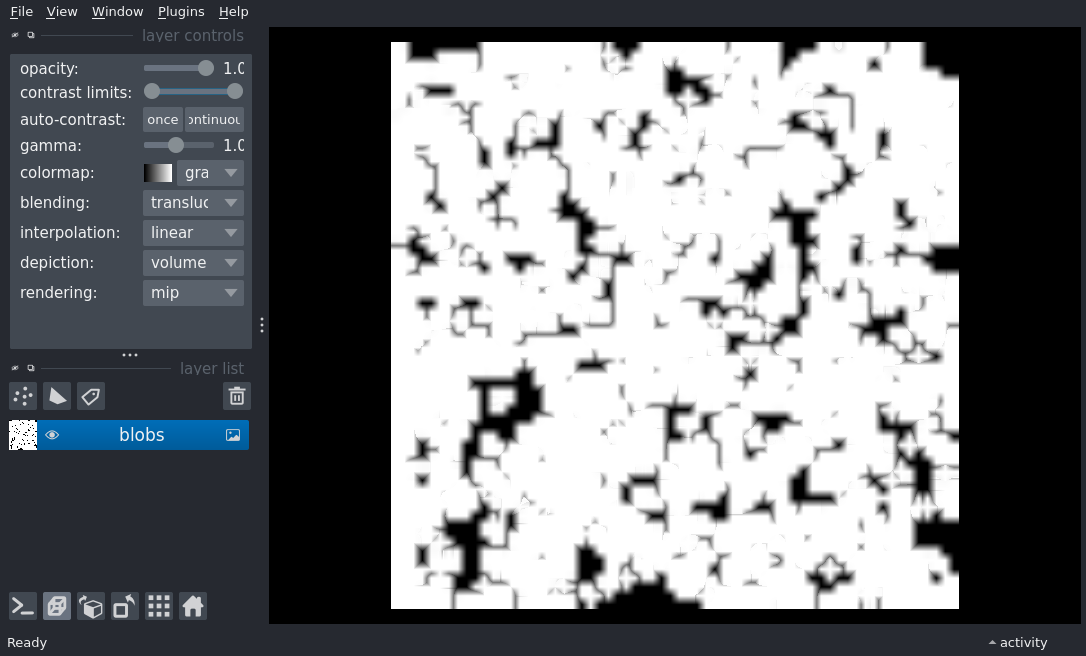 File View Window Plugins Help
layer controls
opacity: 1.0
contrast limits:
auto-contrast: once ontinuou
gamma: 1.0
colormap: gra
blending: transluc
interpolation: linear
depiction: volume
rendering: mip
layer list
blobs
Ready
activity